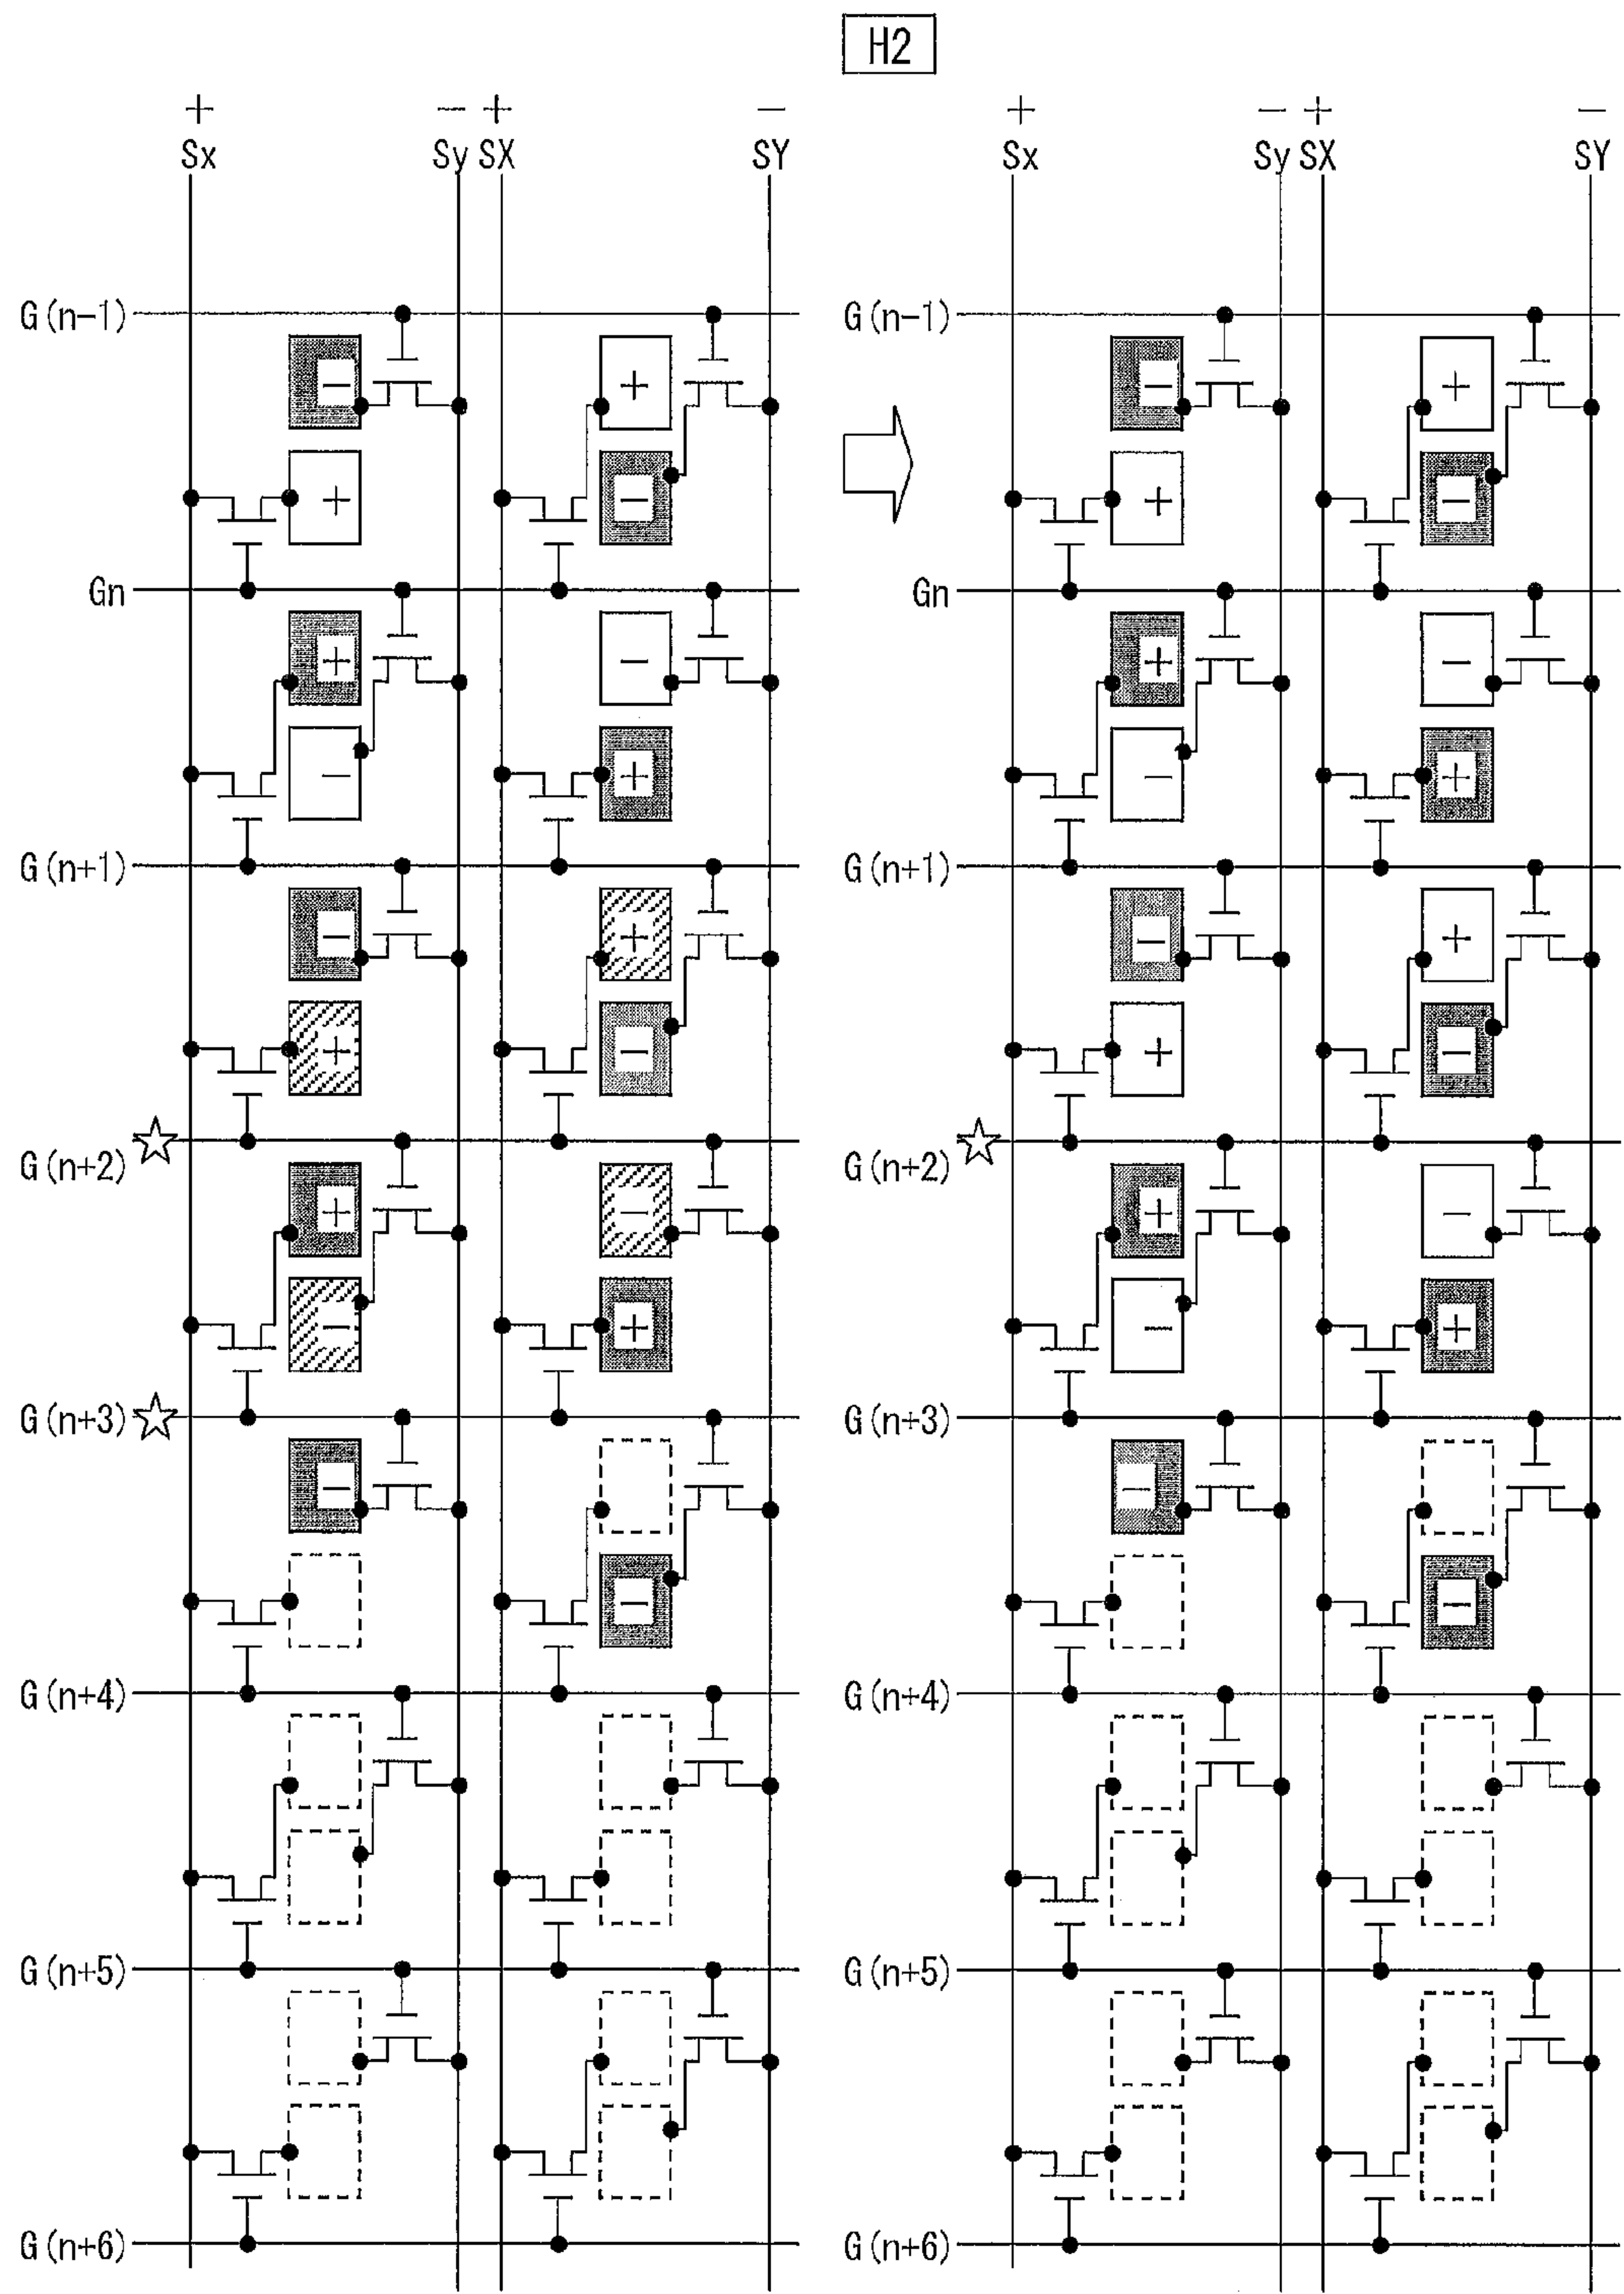 H2
+ − + − + − + −
Sx Sy SX SY Sx Sy SX SY
G(n-1) G(n-1)
− + − +
+ − + −
Gn Gn
+ − + −
− + − +
G(n+1) G(n+1)
− + − +
+ − + −
☆ ☆
G(n+2) G(n+2)
+ − + −
− + − +
G(n+3)☆ G(n+3)
− −
− −
G(n+4) G(n+4)
G(n+5) G(n+5)
G(n+6) G(n+6)